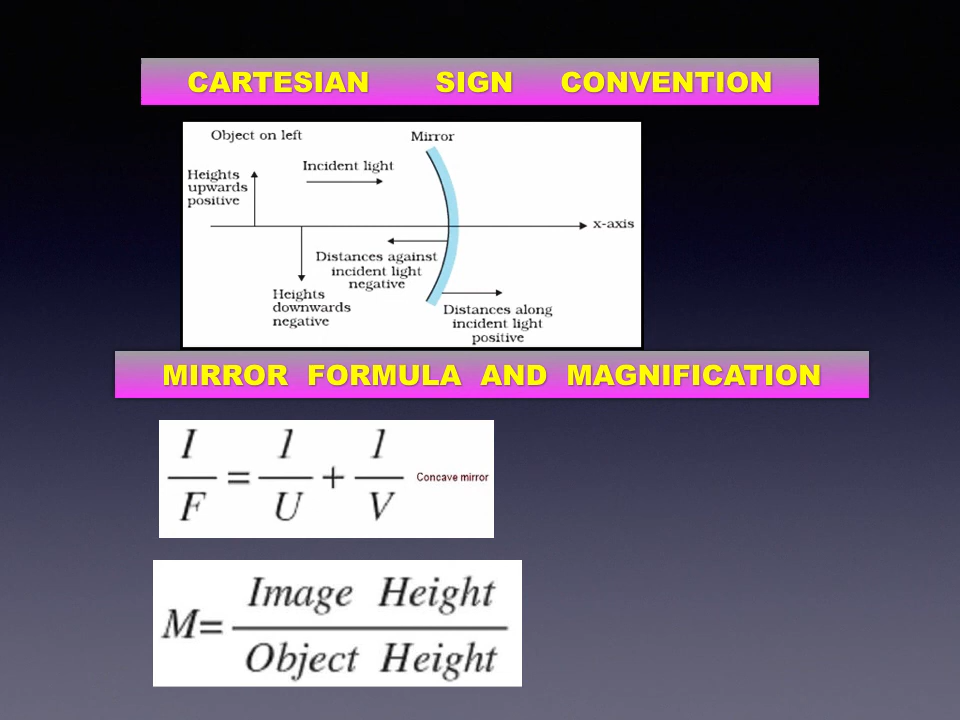 CARTESIAN SIGN CONVENTION
Object on left
Mirror
Incident light
Heights
upwards
positive
x-axis
Distances against
incident light
negative
Heights
downwards
negative
Distances along
incident light
positive
MIRROR FORMULA AND MAGNIFICATION
I/F = 1/U + 1/V Concave mirror
M= Image Height
Object Height